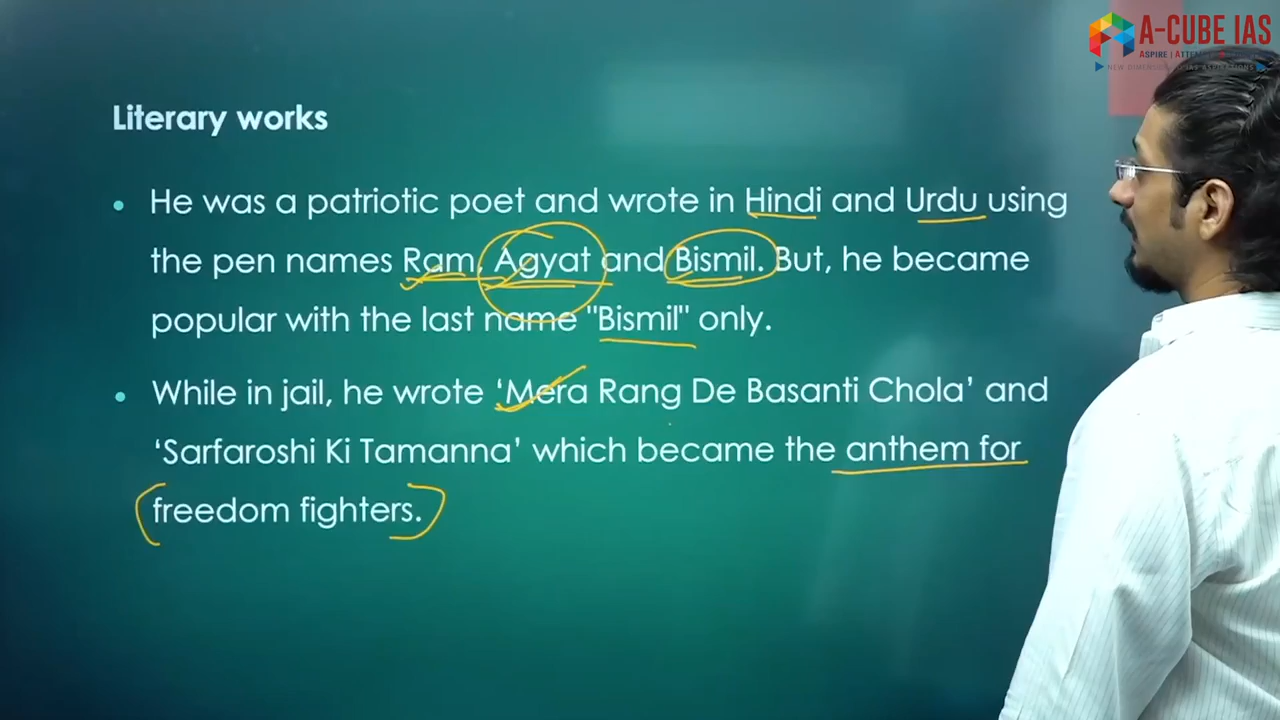 A-CUBE IAS
Literary works
• He was a patriotic poet and wrote in Hindi and Urdu using
the pen names Ram, Agyat and Bismil. But, he became
popular with the last name "Bismil" only.
• While in jail, he wrote ‘Mera Rang De Basanti Chola’ and
‘Sarfaroshi Ki Tamanna’ which became the anthem for
freedom fighters.